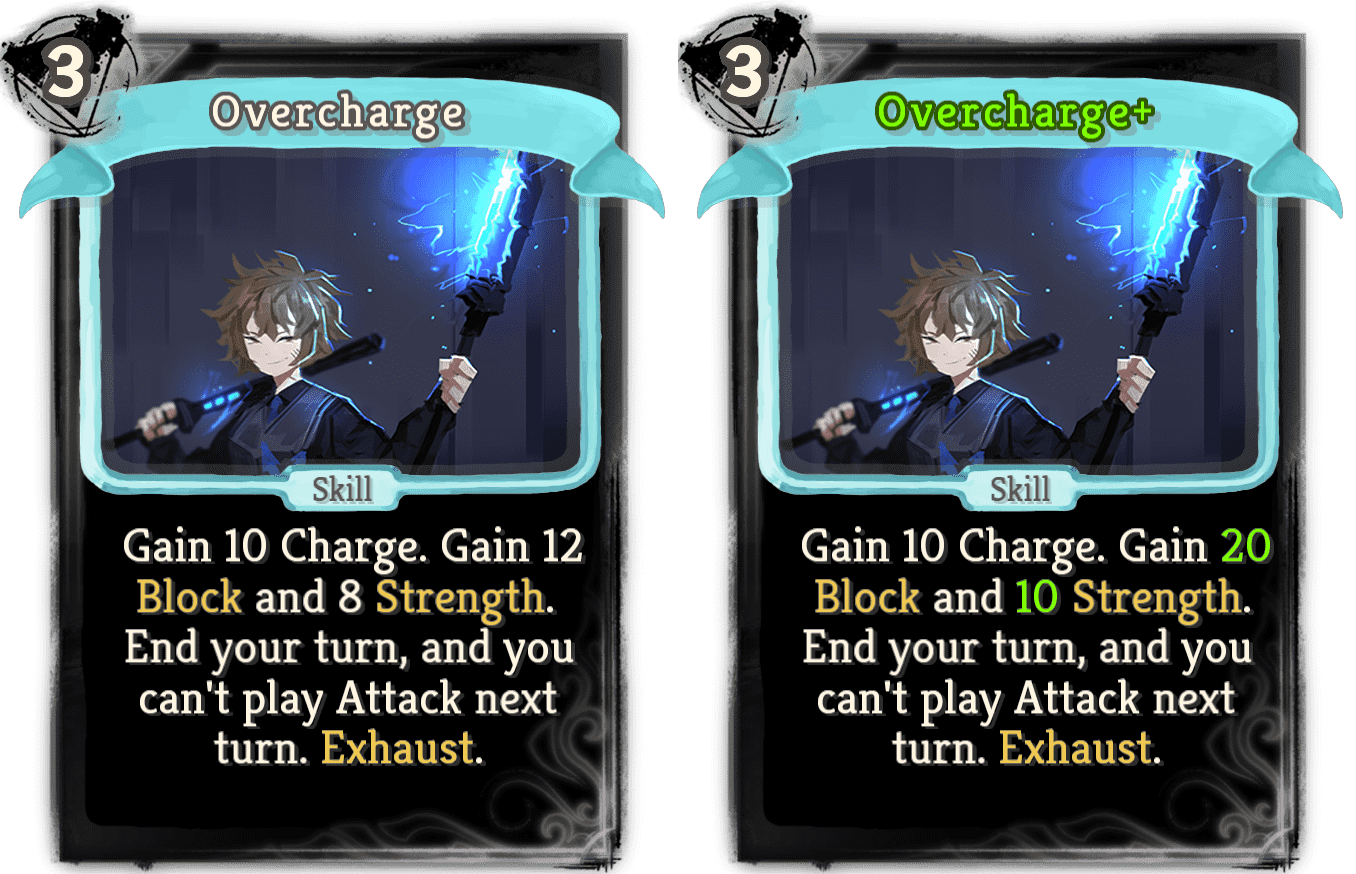 3
Overcharge
Skill
Gain 10 Charge. Gain 12
Block and 8 Strength.
End your turn, and you
can't play Attack next
turn. Exhaust.
3
Overcharge+
Skill
Gain 10 Charge. Gain 20
Block and 10 Strength.
End your turn, and you
can't play Attack next
turn. Exhaust.